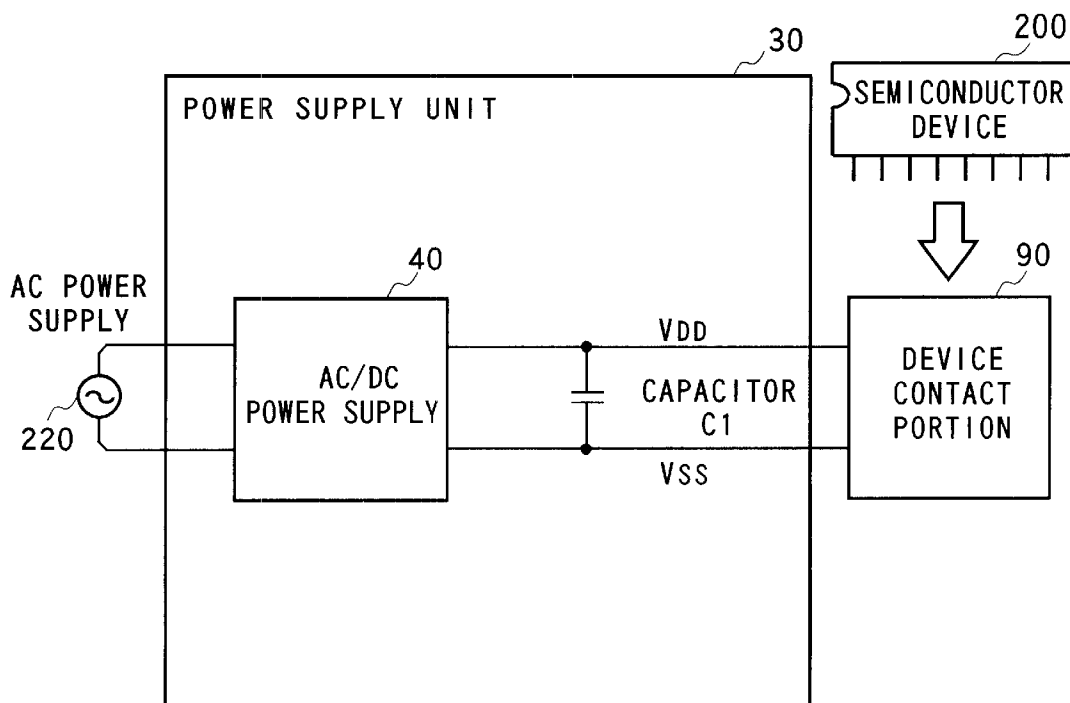 30
200
POWER SUPPLY UNIT
SEMICONDUCTOR
DEVICE
40
90
AC POWER
SUPPLY
220
AC/DC
POWER SUPPLY
VDD
CAPACITOR
C1
VSS
DEVICE
CONTACT
PORTION